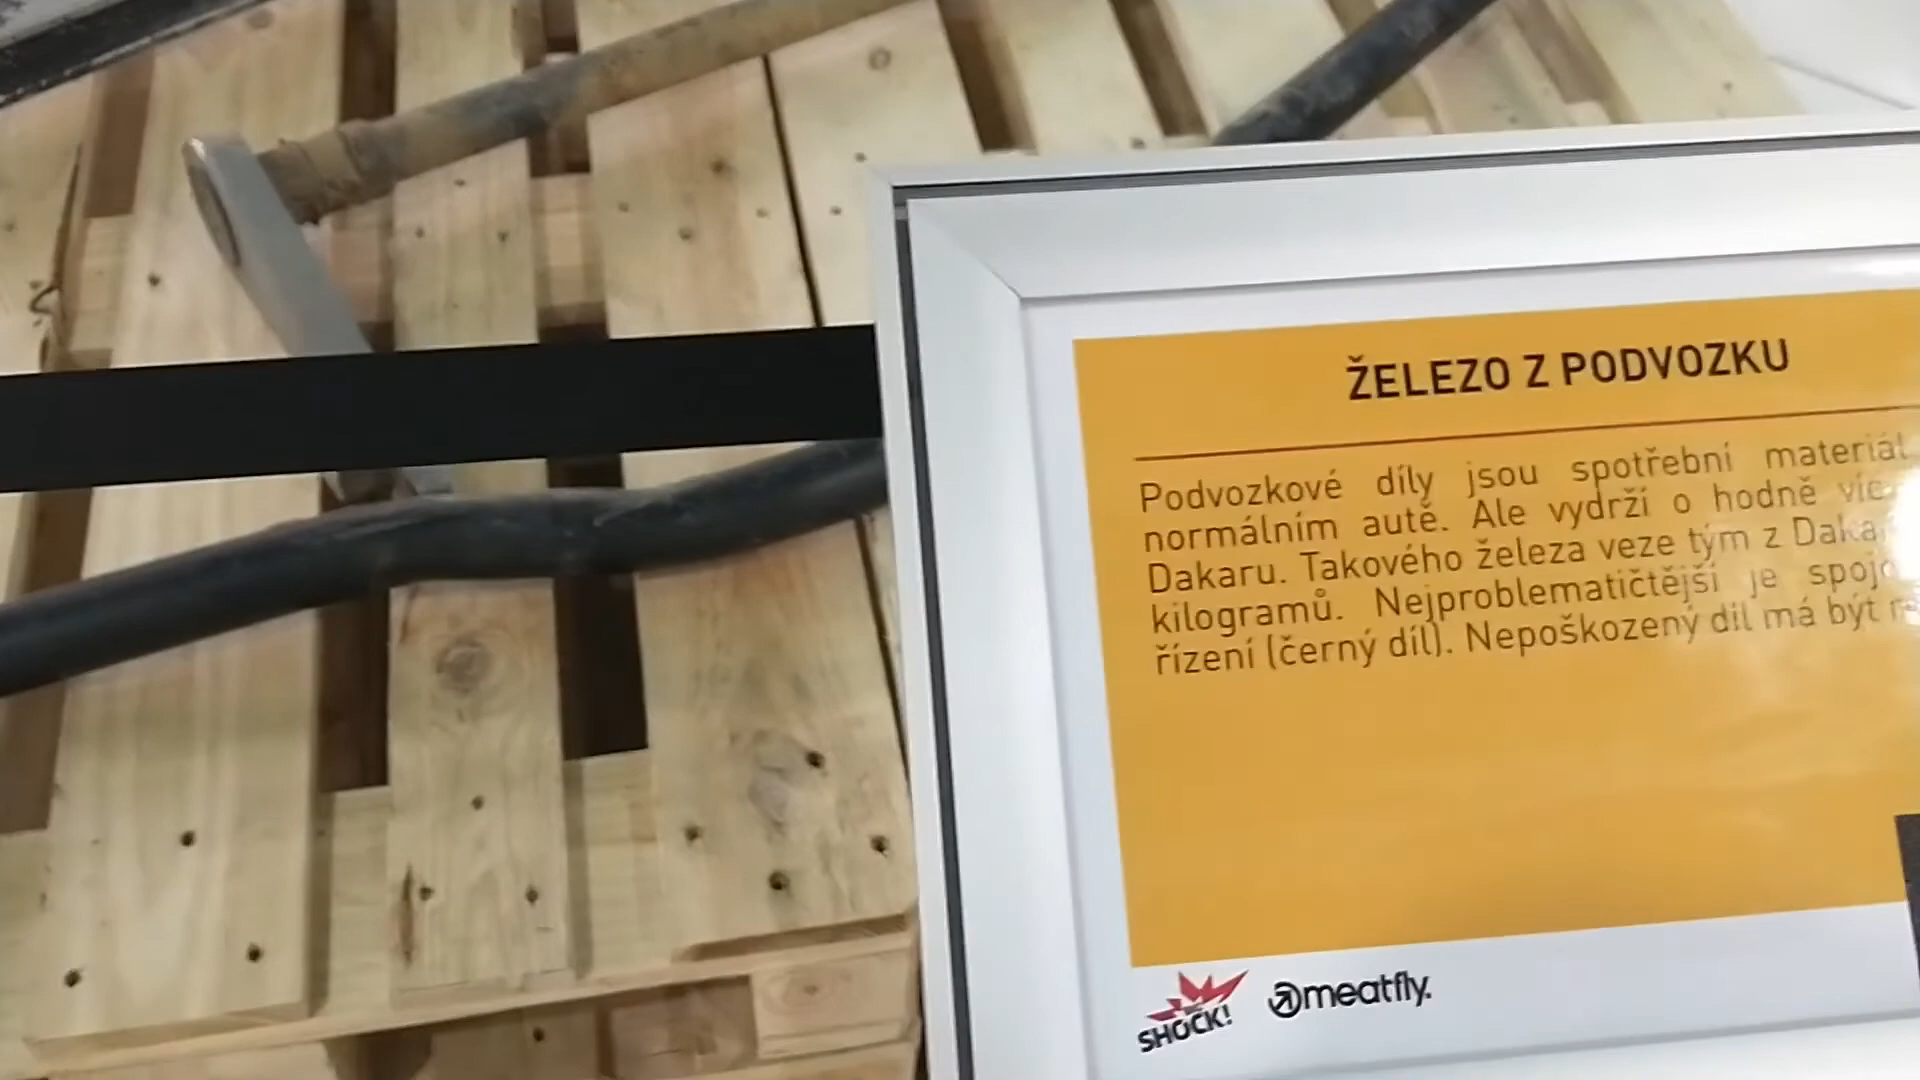 ŽELEZO Z PODVOZKU
Podvozkové díly jsou spotřební materiál
normálním autě. Ale vydrží o hodně
Dakaru. Takového železa veze tým z
kilogramů. Nejproblematičtější je
řízení (černý díl). Nepoškozený díl má být
SHOCK!
meatfly.